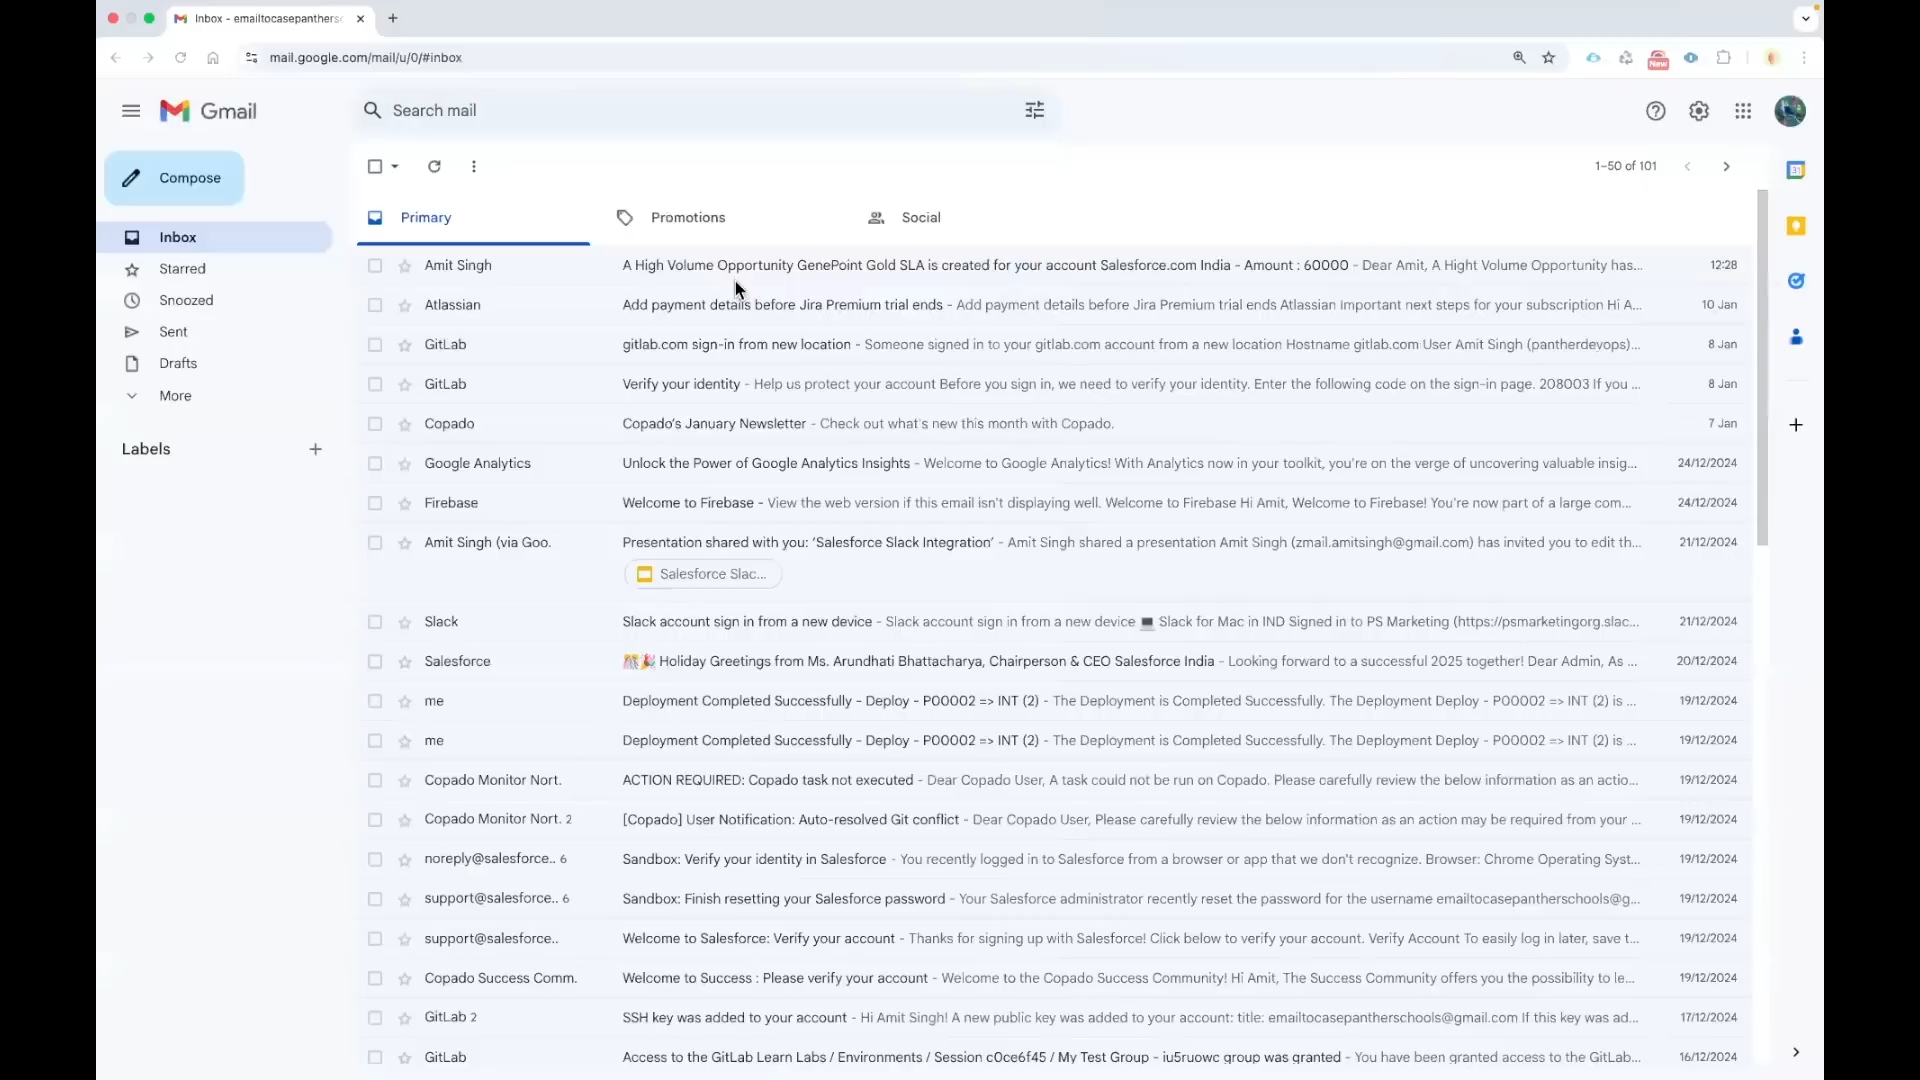 Inbox - emailtocasepanthersc
mail.google.com/mail/u/0/#inbox
New
Gmail
Search mail
Compose
1–50 of 101
31
Primary
Promotions
Social
Inbox
Starred
Snoozed
Sent
Drafts
More
Labels
Amit Singh A High Volume Opportunity GenePoint Gold SLA is created for your account Salesforce.com India - Amount : 60000 - Dear Amit, A Hight Volume Opportunity has... 12:28
Atlassian Add payment details before Jira Premium trial ends - Add payment details before Jira Premium trial ends Atlassian Important next steps for your subscription Hi A... 10 Jan
GitLab gitlab.com sign-in from new location - Someone signed in to your gitlab.com account from a new location Hostname gitlab.com User Amit Singh (pantherdevops)... 8 Jan
GitLab Verify your identity - Help us protect your account Before you sign in, we need to verify your identity. Enter the following code on the sign-in page. 208003 If you ... 8 Jan
Copado Copado's January Newsletter - Check out what's new this month with Copado. 7 Jan
Google Analytics Unlock the Power of Google Analytics Insights - Welcome to Google Analytics! With Analytics now in your toolkit, you're on the verge of uncovering valuable insig... 24/12/2024
Firebase Welcome to Firebase - View the web version if this email isn't displaying well. Welcome to Firebase Hi Amit, Welcome to Firebase! You're now part of a large com... 24/12/2024
Amit Singh (via Goo. Presentation shared with you: 'Salesforce Slack Integration' - Amit Singh shared a presentation Amit Singh (zmail.amitsingh@gmail.com) has invited you to edit th... 21/12/2024
Salesforce Slac...
Slack Slack account sign in from a new device - Slack account sign in from a new device 💻 Slack for Mac in IND Signed in to PS Marketing (https://psmarketingorg.slac... 21/12/2024
Salesforce 🎊🎉 Holiday Greetings from Ms. Arundhati Bhattacharya, Chairperson & CEO Salesforce India - Looking forward to a successful 2025 together! Dear Admin, As ... 20/12/2024
me Deployment Completed Successfully - Deploy - P00002 => INT (2) - The Deployment is Completed Successfully. The Deployment Deploy - P00002 => INT (2) is ... 19/12/2024
me Deployment Completed Successfully - Deploy - P00002 => INT (2) - The Deployment is Completed Successfully. The Deployment Deploy - P00002 => INT (2) is ... 19/12/2024
Copado Monitor Nort. ACTION REQUIRED: Copado task not executed - Dear Copado User, A task could not be run on Copado. Please carefully review the below information as an actio... 19/12/2024
Copado Monitor Nort. 2 [Copado] User Notification: Auto-resolved Git conflict - Dear Copado User, Please carefully review the below information as an action may be required from your ... 19/12/2024
noreply@salesforce.. 6 Sandbox: Verify your identity in Salesforce - You recently logged in to Salesforce from a browser or app that we don't recognize. Browser: Chrome Operating Syst... 19/12/2024
support@salesforce.. 6 Sandbox: Finish resetting your Salesforce password - Your Salesforce administrator recently reset the password for the username emailtocasepantherschools@g... 19/12/2024
support@salesforce.. Welcome to Salesforce: Verify your account - Thanks for signing up with Salesforce! Click below to verify your account. Verify Account To easily log in later, save t... 19/12/2024
Copado Success Comm. Welcome to Success : Please verify your account - Welcome to the Copado Success Community! Hi Amit, The Success Community offers you the possibility to le... 19/12/2024
GitLab 2 SSH key was added to your account - Hi Amit Singh! A new public key was added to your account: title: emailtocasepantherschools@gmail.com If this key was ad... 17/12/2024
GitLab Access to the GitLab Learn Labs / Environments / Session c0ce6f45 / My Test Group - iu5ruowc group was granted - You have been granted access to the GitLab... 16/12/2024